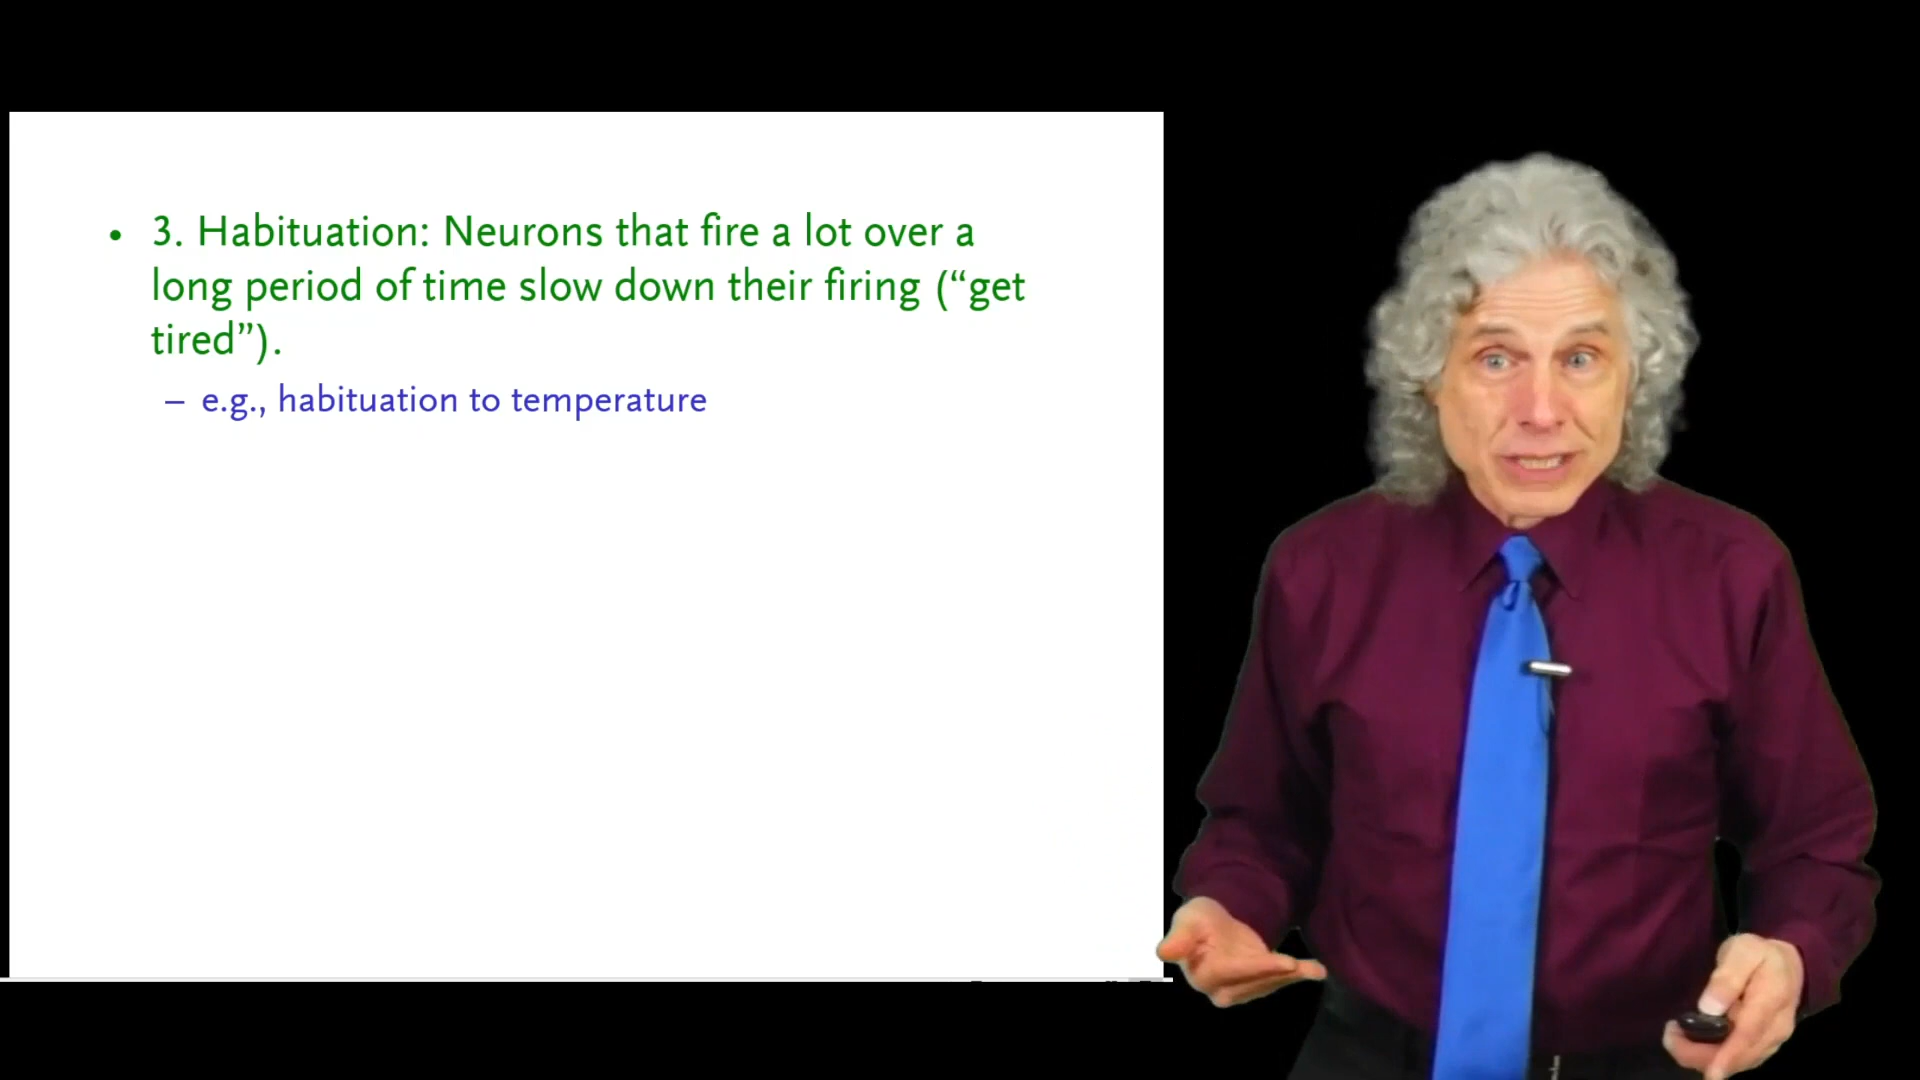 • 3. Habituation: Neurons that fire a lot over a
long period of time slow down their firing (“get
tired”).
– e.g., habituation to temperature